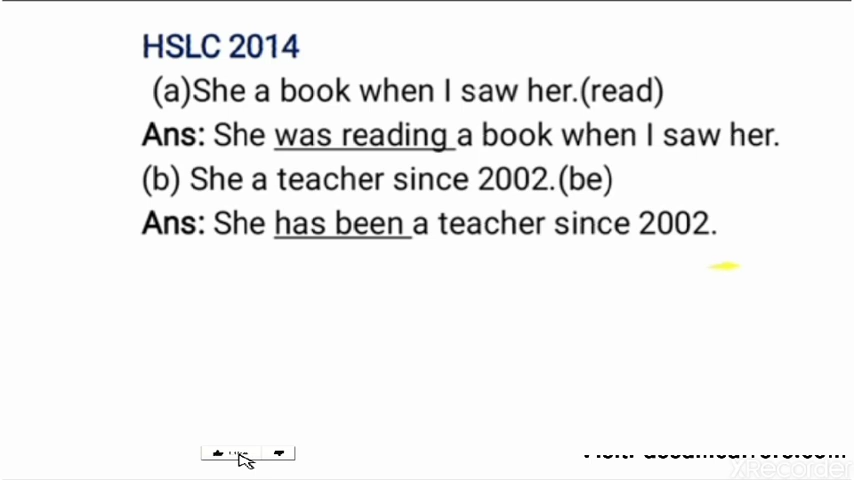 HSLC 2014
(a)She a book when I saw her.(read)
Ans: She was reading a book when I saw her.
(b) She a teacher since 2002.(be)
Ans: She has been a teacher since 2002.
XRecorder